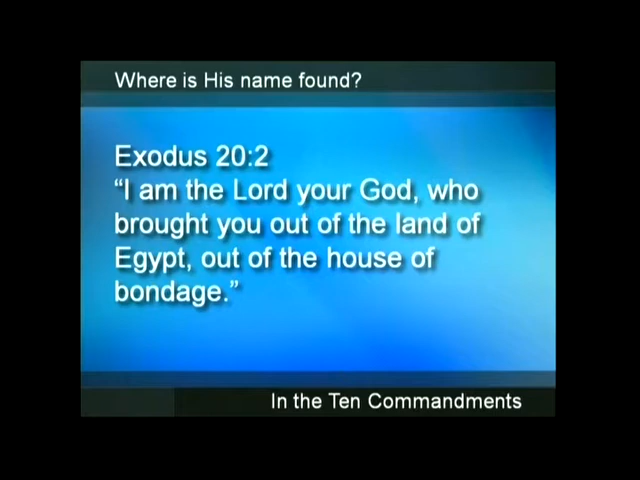 Where is His name found?
Exodus 20:2
“I am the Lord your God, who
brought you out of the land of
Egypt, out of the house of
bondage.”
In the Ten Commandments